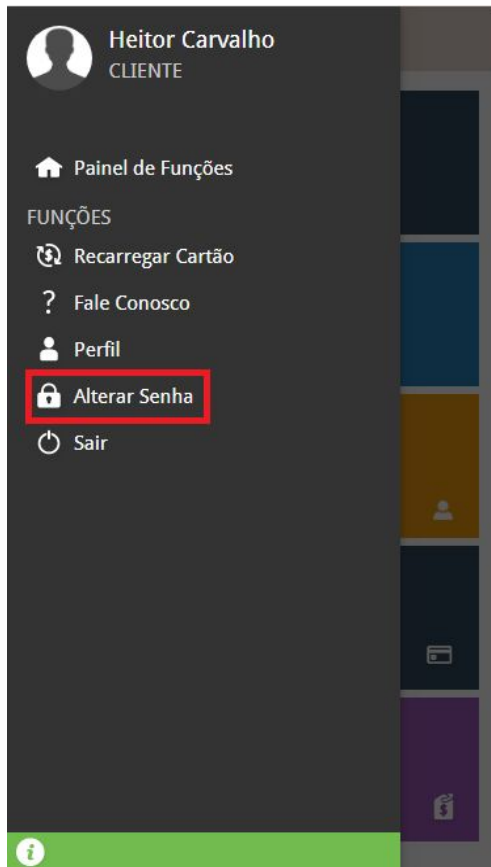 Heitor Carvalho
CLIENTE
Painel de Funções
FUNÇÕES
Recarregar Cartão
Fale Conosco
Perfil
Alterar Senha
Sair